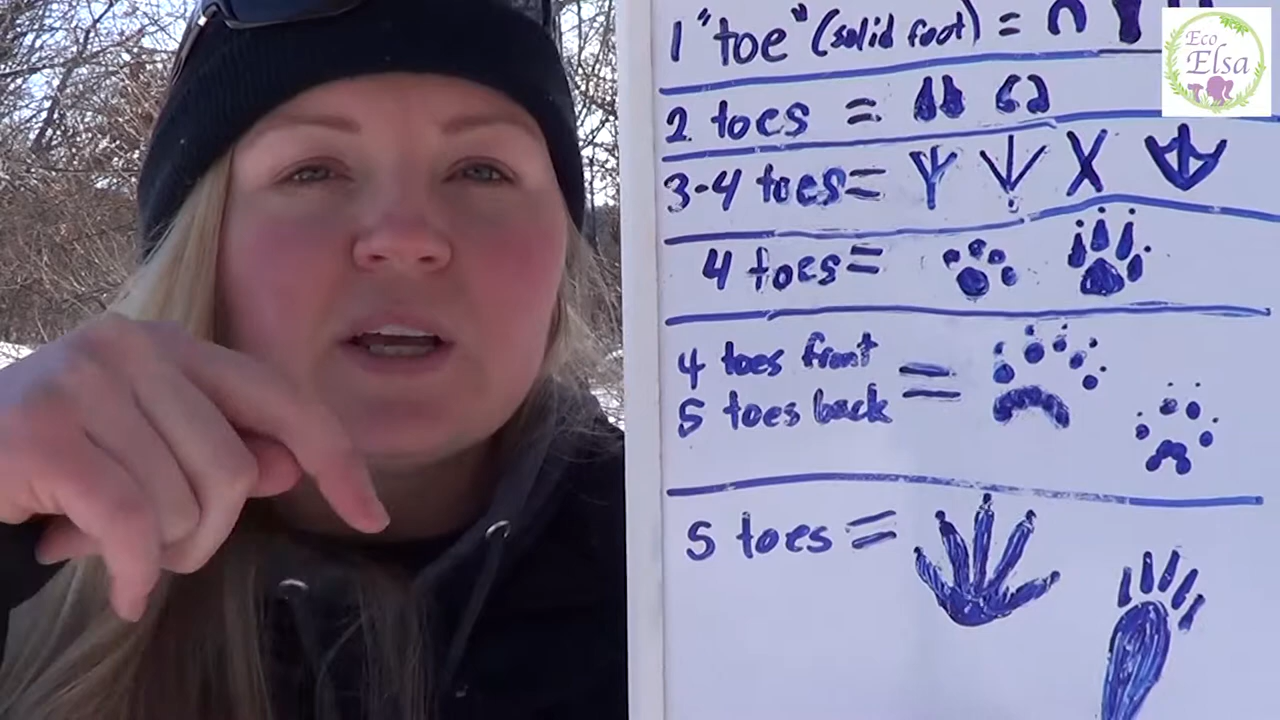 1 "toe" (solid foot) =
2 toes =
3-4 toes=
4 toes=
4 toes front
5 toes back =
5 toes =
Eco
Elsa